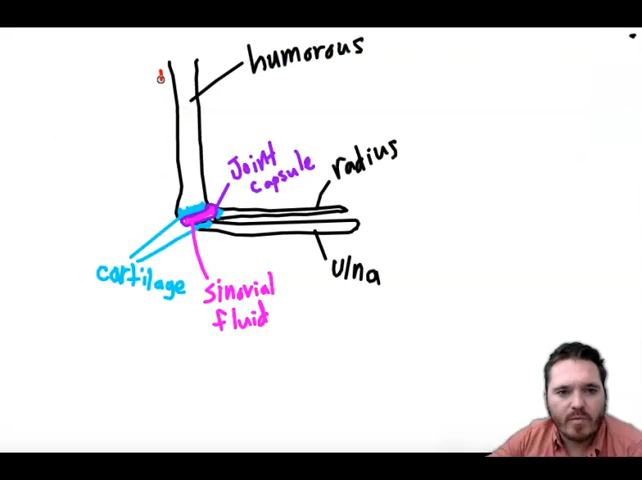 humorous
Joint
capsule
radius
cartilage
sinovial
fluid
ulna